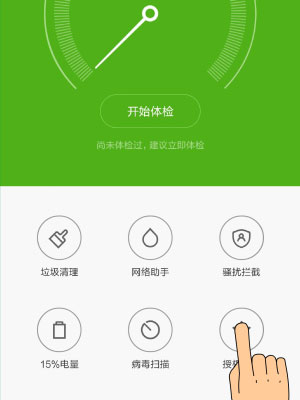 开始体检
尚未体检过，建议立即体检
垃圾清理
网络助手
骚扰拦截
15%电量
病毒扫描
授